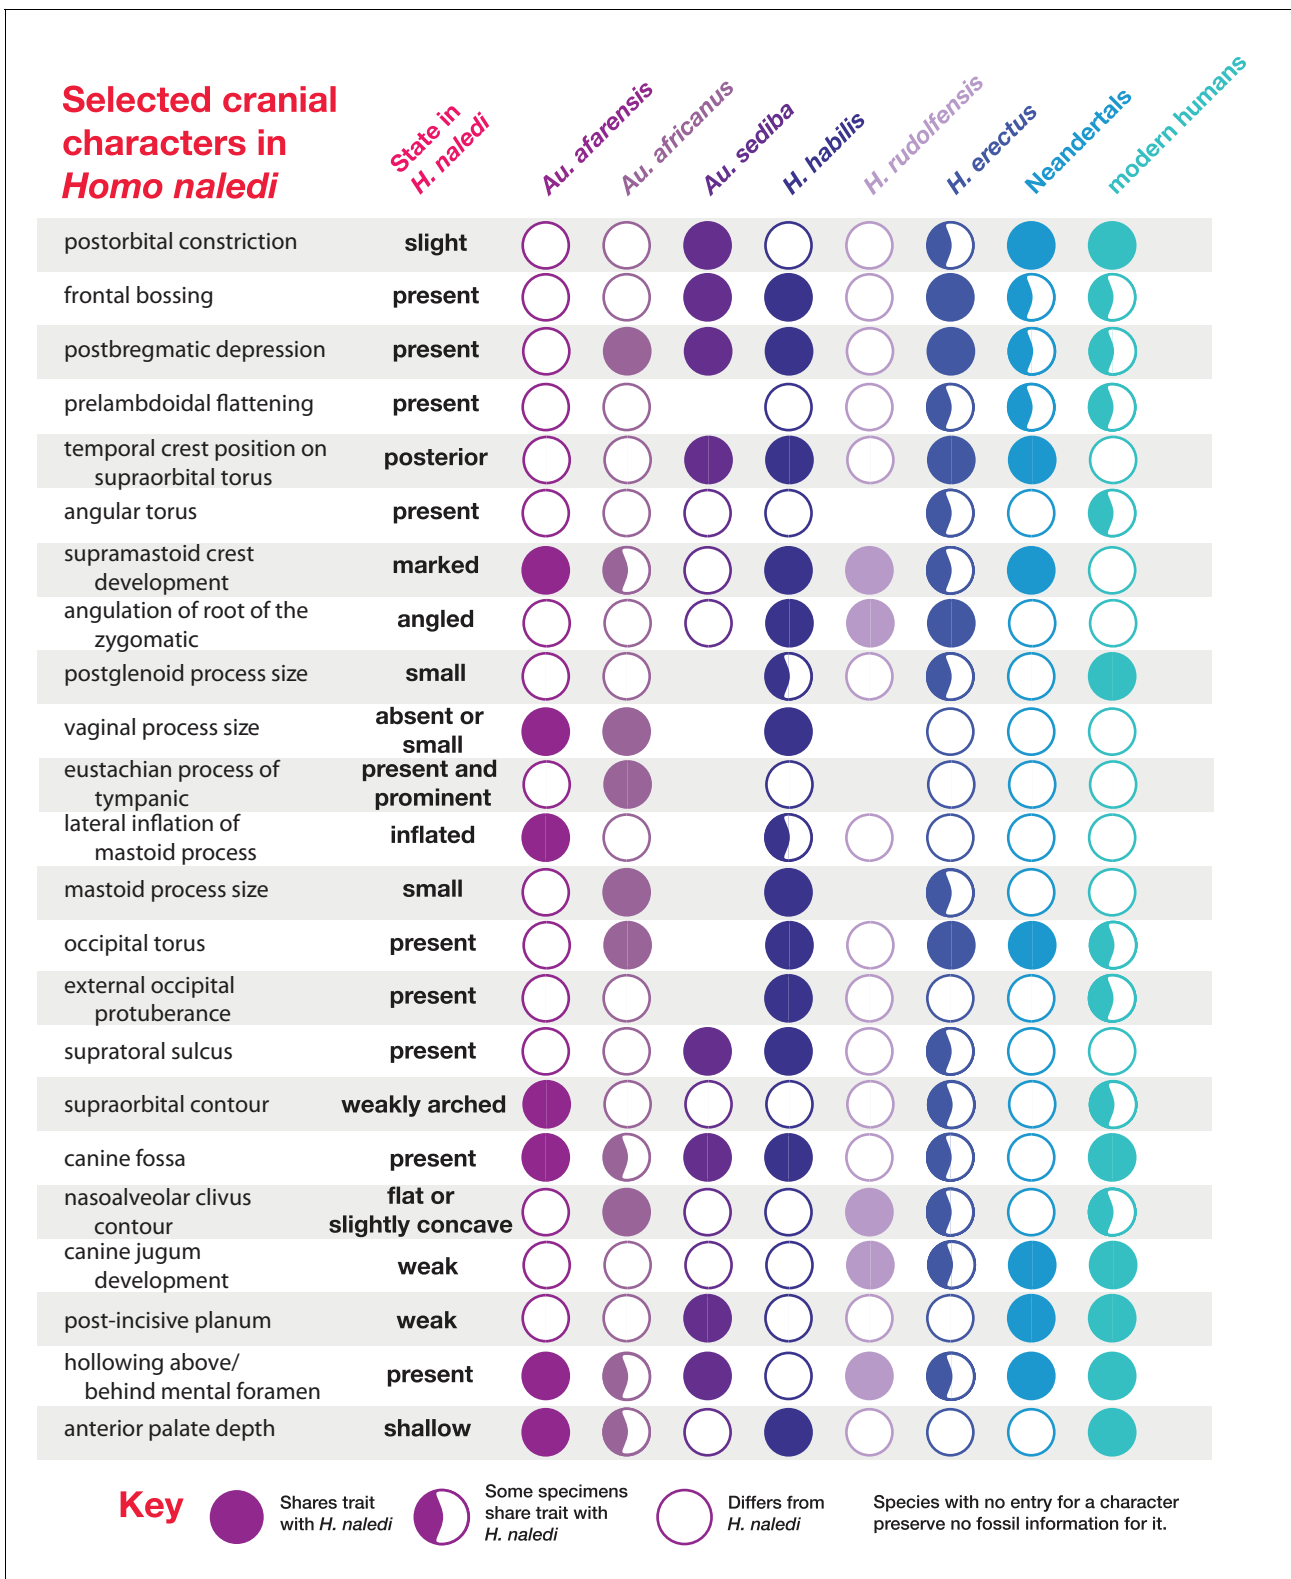 Selected cranial
characters in
Homo naledi
State in
H. naledi
Au. afarensis
Au. africanus
Au. sediba
H. habilis
H. rudolfensis
H. erectus
Neandertals
modern humans
postorbital constriction
slight
frontal bossing
present
postbregmatic depression
present
prelambdoidal flattening
present
temporal crest position on
supraorbital torus
posterior
angular torus
present
supramastoid crest
development
marked
angulation of root of the
zygomatic
angled
postglenoid process size
small
vaginal process size
absent or
small
eustachian process of
tympanic
present and
prominent
lateral inflation of
mastoid process
inflated
mastoid process size
small
occipital torus
present
external occipital
protuberance
present
supratoral sulcus
present
supraorbital contour
weakly arched
canine fossa
present
nasoalveolar clivus
contour
flat or
slightly concave
canine jugum
development
weak
post-incisive planum
weak
hollowing above/
behind mental foramen
present
anterior palate depth
shallow
Key
Shares trait
with H. naledi
Some specimens
share trait with
H. naledi
Differs from
H. naledi
Species with no entry for a character
preserve no fossil information for it.